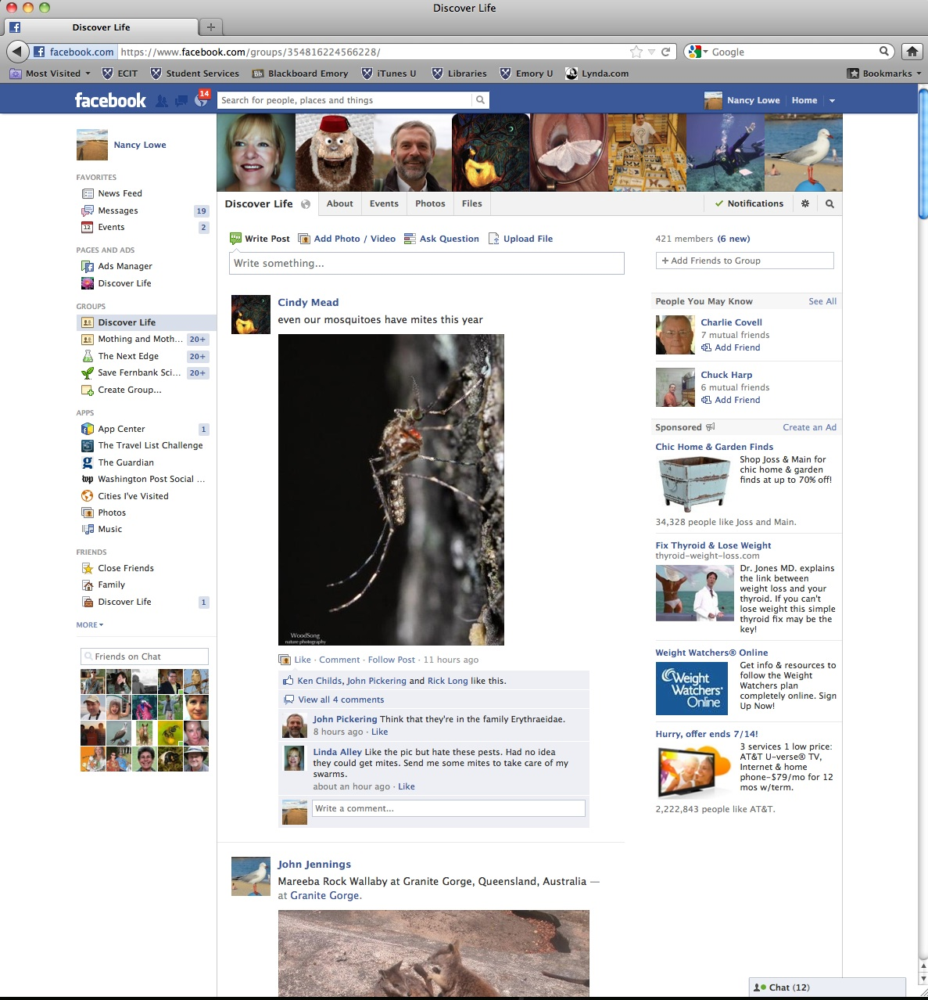 Discover Life
Discover Life
facebook.com https://www.facebook.com/groups/354816224566228/ Google
Most Visited ECIT Student Services Bb Blackboard Emory iTunes U Libraries Emory U Lynda.com Bookmarks
facebook 14 Search for people, places and things Nancy Lowe Home
Nancy Lowe
FAVORITES
News Feed
Messages 19
12 Events 2
PAGES AND ADS
Ads Manager
Discover Life
GROUPS
Discover Life
Mothing and Moth... 20+
The Next Edge 20+
Save Fernbank Sci... 20+
Create Group...
APPS
App Center 1
The Travel List Challenge
g The Guardian
wp Washington Post Social ...
Cities I've Visited
Photos
Music
FRIENDS
Close Friends
Family
Discover Life 1
MORE
Friends on Chat
Discover Life About Events Photos Files Notifications
Write Post Add Photo / Video Ask Question Upload File
Write something...
Cindy Mead
even our mosquitoes have mites this year
WoodSong
nature photography
Like · Comment · Follow Post · 11 hours ago
Ken Childs, John Pickering and Rick Long like this.
View all 4 comments
John Pickering Think that they're in the family Erythraeidae.
8 hours ago · Like
Linda Alley Like the pic but hate these pests. Had no idea
they could get mites. Send me some mites to take care of my
swarms.
about an hour ago · Like
Write a comment...
John Jennings
Mareeba Rock Wallaby at Granite Gorge, Queensland, Australia —
at Granite Gorge.
421 members (6 new)
+ Add Friends to Group
People You May Know See All
Charlie Covell
7 mutual friends
Add Friend
Chuck Harp
6 mutual friends
Add Friend
Sponsored Create an Ad
Chic Home & Garden Finds
Shop Joss & Main for
chic home & garden
finds at up to 70% off!
34,328 people like Joss and Main.
Fix Thyroid & Lose Weight
thyroid-weight-loss.com
Dr. Jones MD. explains
the link between
weight loss and your
thyroid. If you can't
lose weight this simple
thyroid fix may be the
key!
Weight Watchers® Online
Weight
Watchers
Online
Get info & resources to
follow the Weight
Watchers plan
completely online. Sign
Up Now!
Hurry, offer ends 7/14!
3 services 1 low price:
AT&T U-verse® TV,
Internet & home
phone-$79/mo for 12
mos w/term.
2,222,843 people like AT&T.
Chat (12)